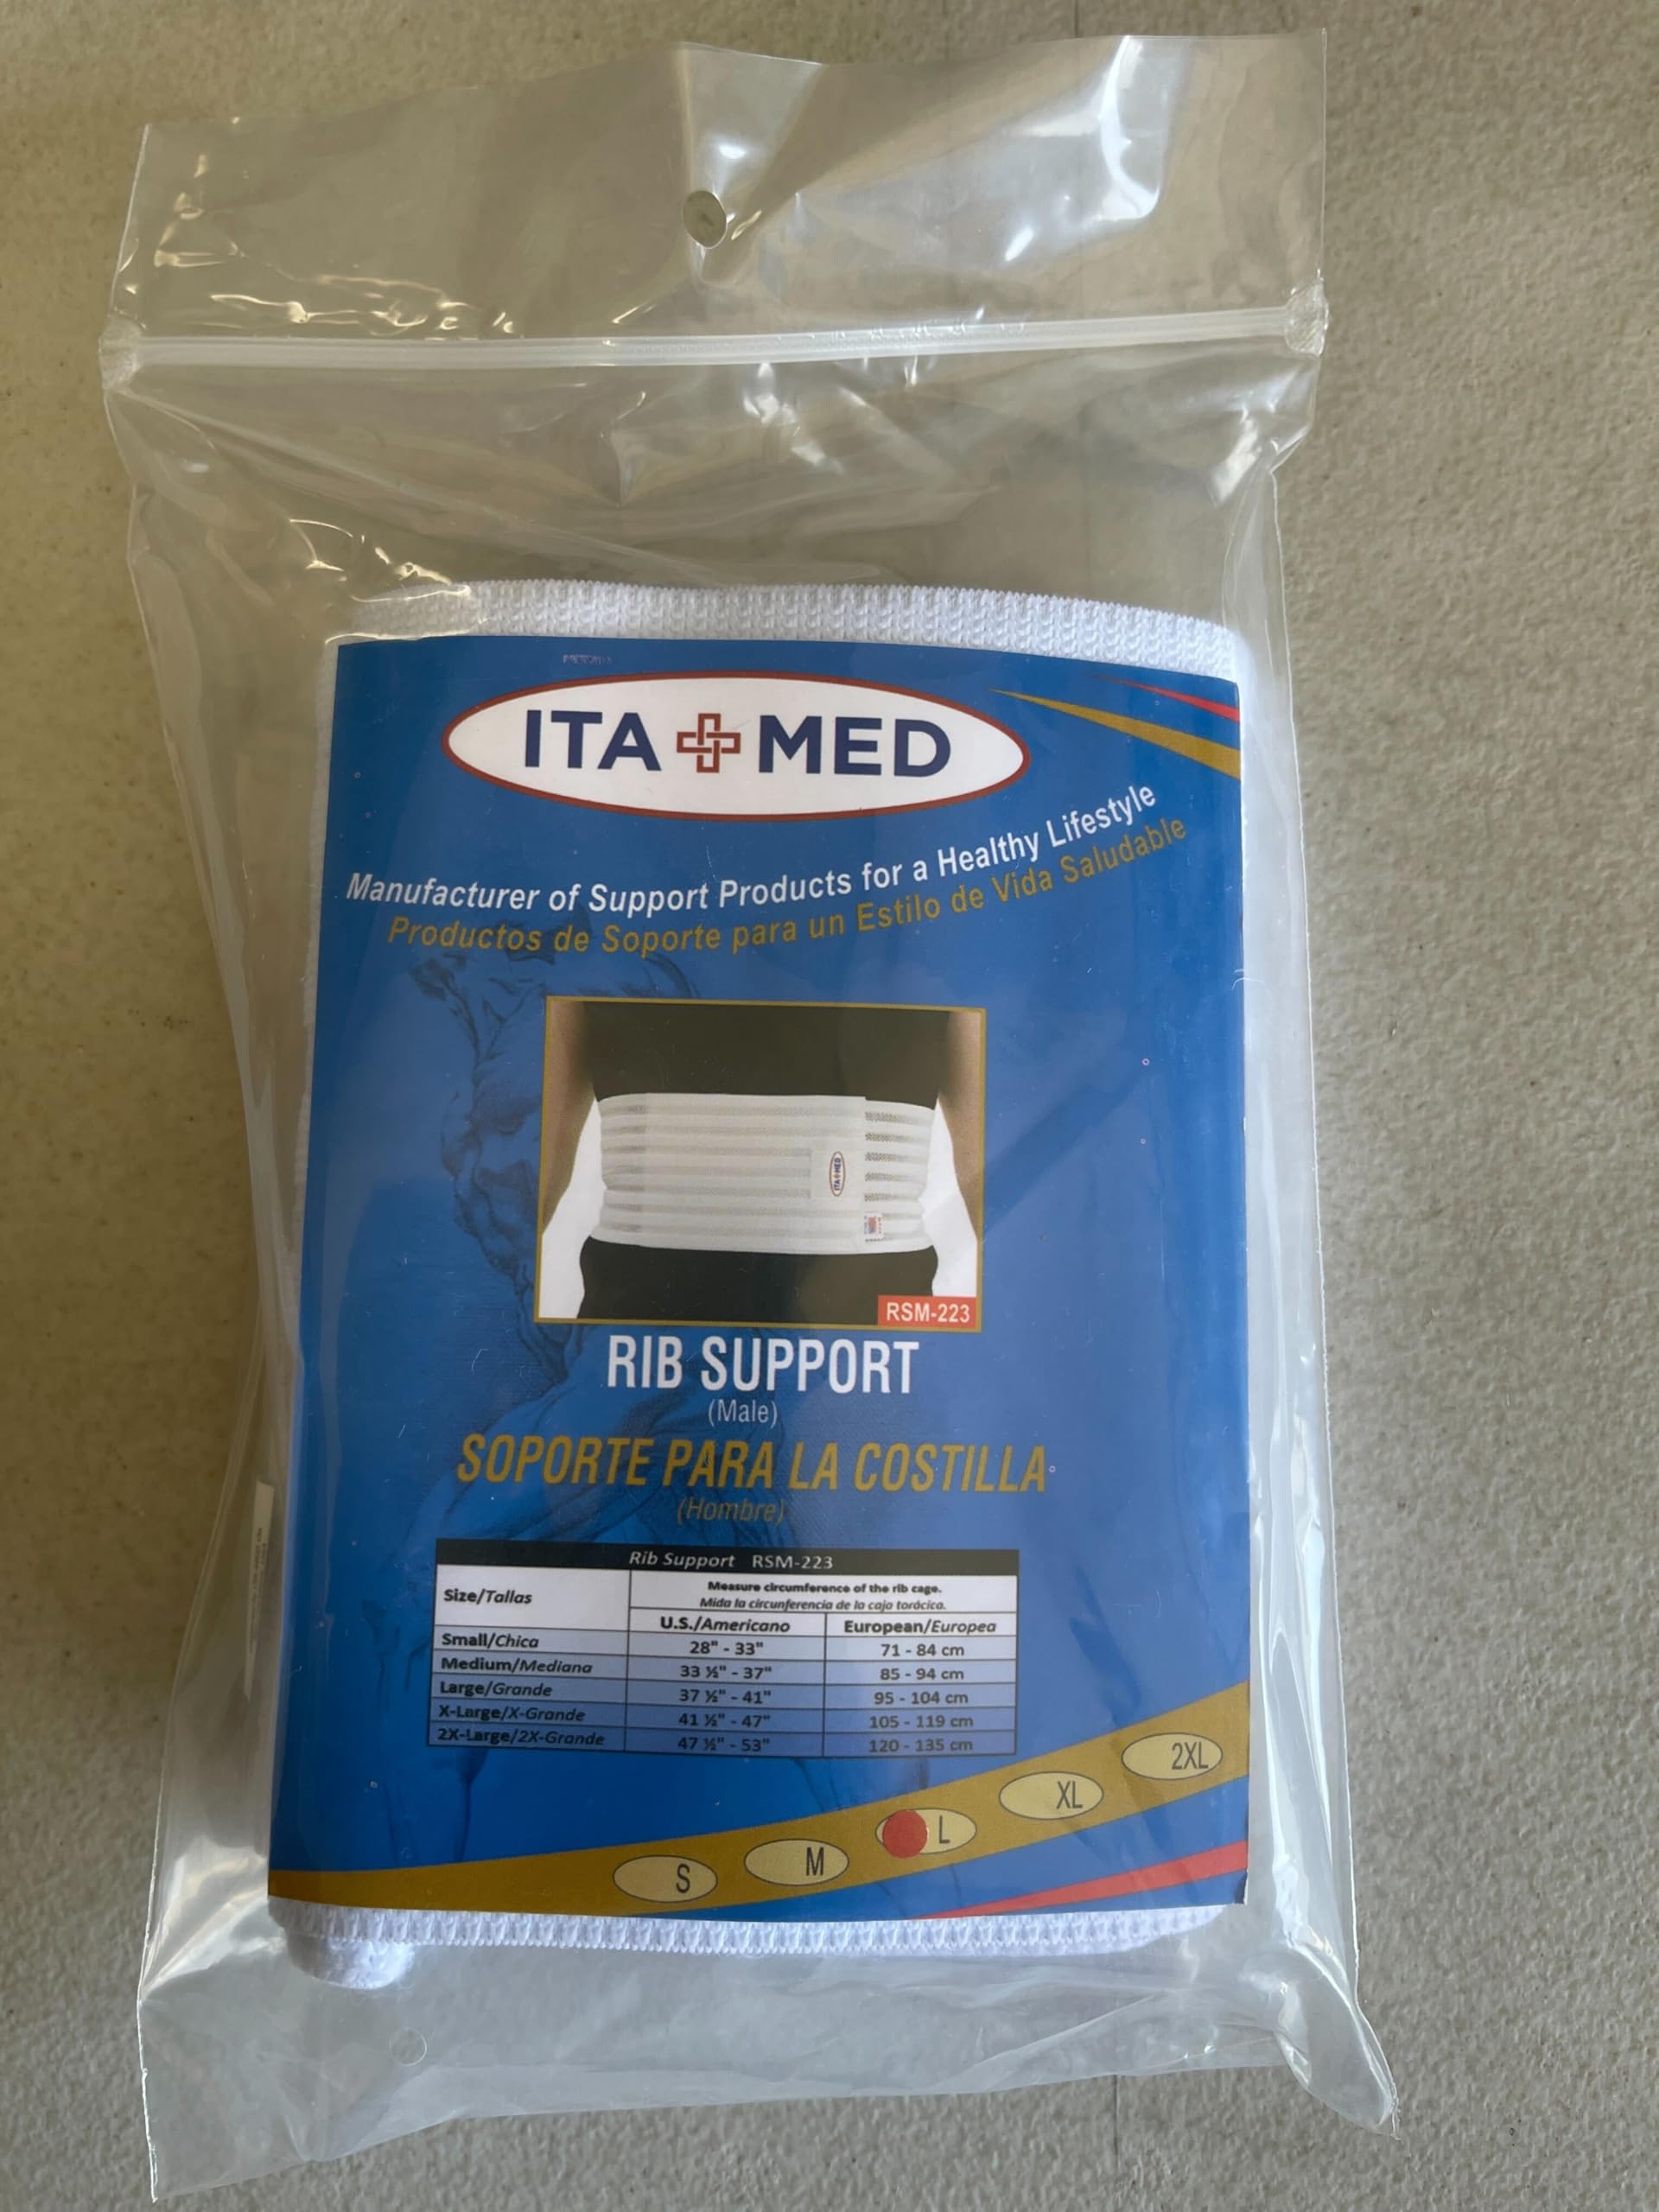 ITA MED
Manufacturer of Support Products for a Healthy Lifestyle
Productos de Soporte para un Estilo de Vida Saludable
ITA MED
RSM-223
RIB SUPPORT
(Male)
SOPORTE PARA LA COSTILLA
(Hombre)
Rib Support RSM-223
Size/Tallas
Measure circumference of the rib cage.
Mida la circunferencia de la caja torácica.
U.S./Americano European/Europea
Small/Chica 28" - 33" 71 - 84 cm
Medium/Mediana 33 ½" - 37" 85 - 94 cm
Large/Grande 37 ½" - 41" 95 - 104 cm
X-Large/X-Grande 41 ½" - 47" 105 - 119 cm
2X-Large/2X-Grande 47 ½" - 53" 120 - 135 cm
S M L XL 2XL